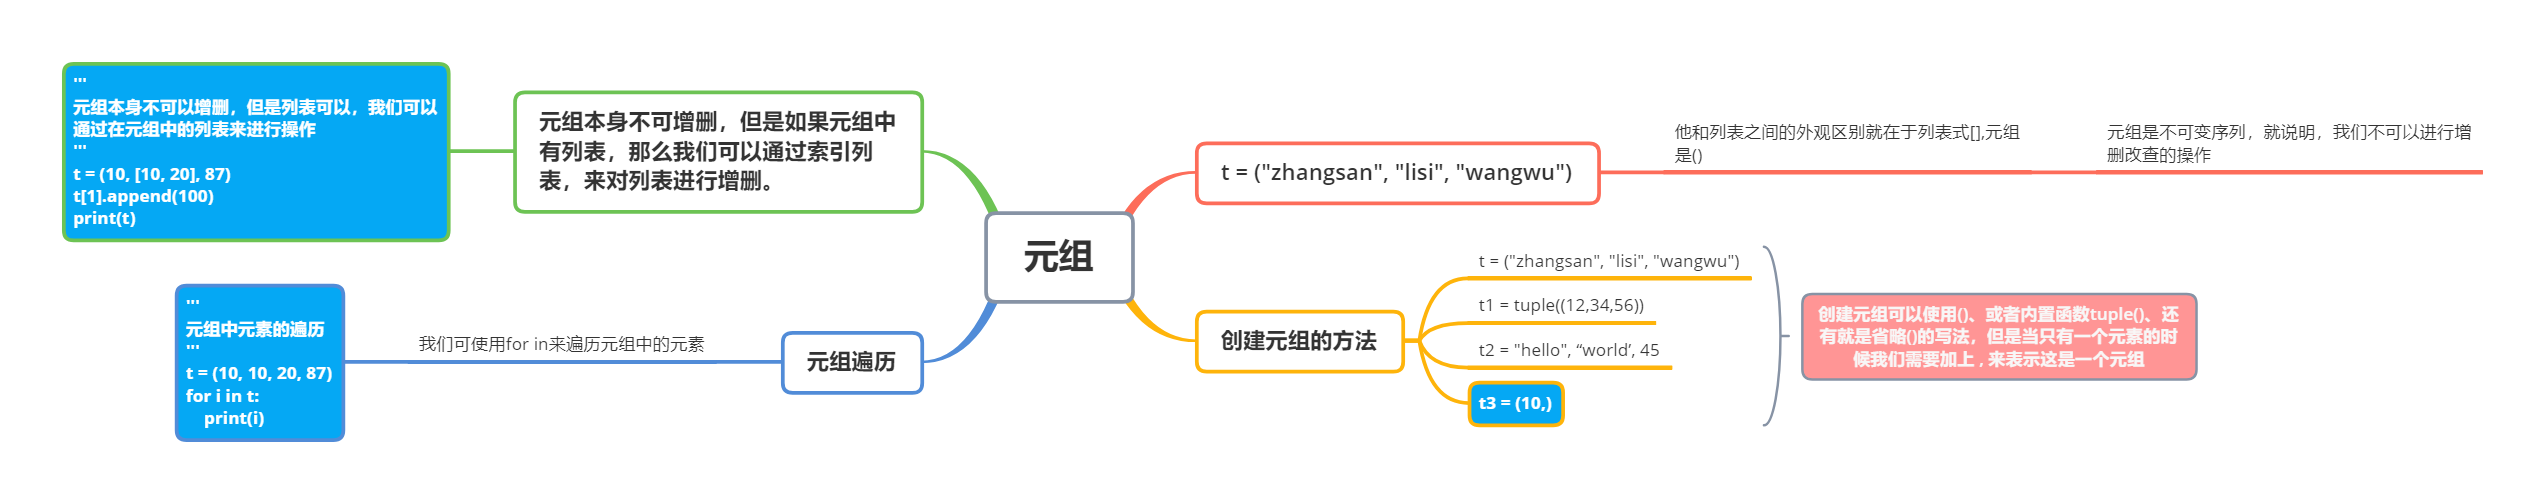 元组
t = ("zhangsan", "lisi", "wangwu")
他和列表之间的外观区别就在于列表式[],元组
是()
元组是不可变序列，就说明，我们不可以进行增
删改查的操作
创建元组的方法
t = ("zhangsan", "lisi", "wangwu")
t1 = tuple((12,34,56))
t2 = "hello", “world’, 45
t3 = (10,)
创建元组可以使用()、或者内置函数tuple()、还
有就是省略()的写法，但是当只有一个元素的时
候我们需要加上 , 来表示这是一个元组
元组本身不可增删，但是如果元组中
有列表，那么我们可以通过索引列
表，来对列表进行增删。
'''
元组本身不可以增删，但是列表可以，我们可以
通过在元组中的列表来进行操作
'''
t = (10, [10, 20], 87)
t[1].append(100)
print(t)
元组遍历
我们可使用for in来遍历元组中的元素
'''
元组中元素的遍历
'''
t = (10, 10, 20, 87)
for i in t:
    print(i)